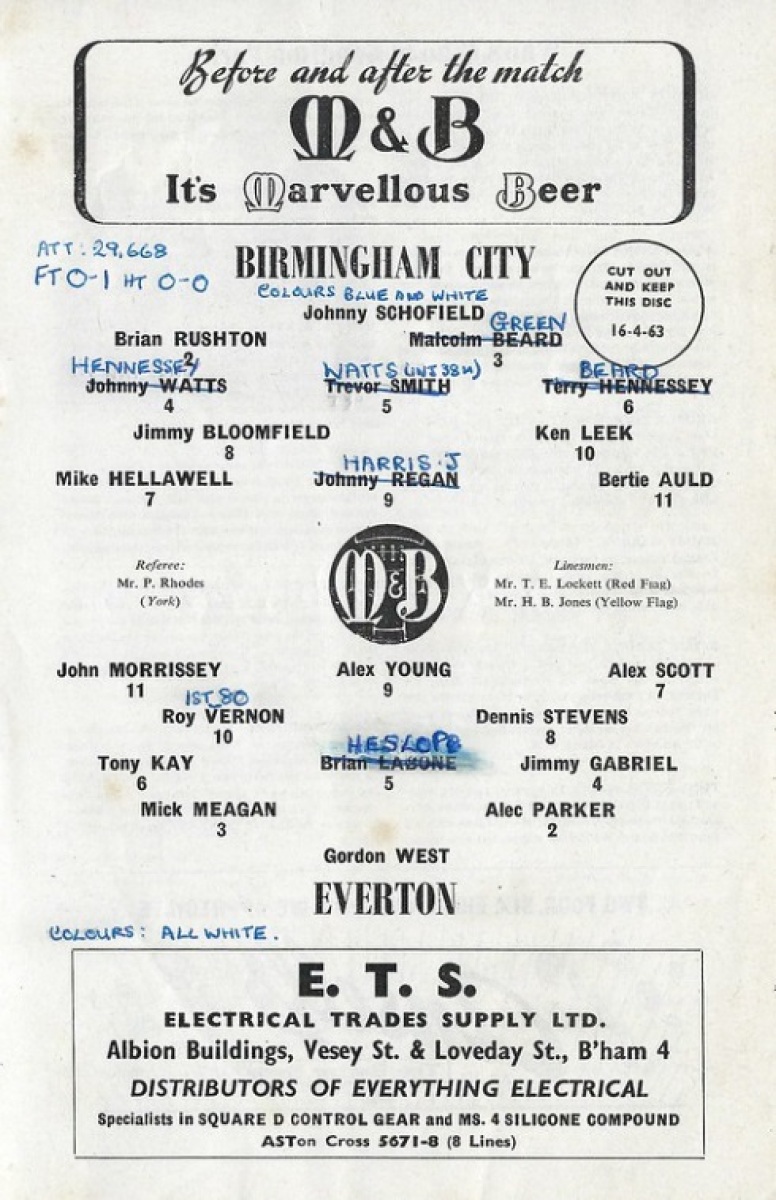 Before and after the match
M & B
It's Marvellous Beer
ATT: 29,668
FT 0-1 HT 0-0
BIRMINGHAM CITY
COLOURS BLUE AND WHITE
CUT OUT
AND KEEP
THIS DISC
16-4-63
Johnny SCHOFIELD
GREEN
Brian RUSHTON Malcolm BEARD
2 3
HENNESSEY WATTS (INJ 38M) BEARD
Johnny WATTS Trevor SMITH Terry HENNESSEY
4 5 6
Jimmy BLOOMFIELD Ken LEEK
8 10
HARRIS. J
Mike HELLAWELL Johnny REGAN Bertie AULD
7 9 11
M & B
Referee:
Mr. P. Rhodes
(York)
Linesmen:
Mr. T. E. Lockett (Red Flag)
Mr. H. B. Jones (Yellow Flag)
John MORRISSEY Alex YOUNG Alex SCOTT
11 9 7
1ST 80
Roy VERNON Dennis STEVENS
10 8
HESLOPB
Tony KAY Brian LABONE Jimmy GABRIEL
6 5 4
Mick MEAGAN Alec PARKER
3 2
Gordon WEST
EVERTON
COLOURS: ALL WHITE.
E. T. S.
ELECTRICAL TRADES SUPPLY LTD.
Albion Buildings, Vesey St. & Loveday St., B'ham 4
DISTRIBUTORS OF EVERYTHING ELECTRICAL
Specialists in SQUARE D CONTROL GEAR and MS. 4 SILICONE COMPOUND
ASTon Cross 5671-8 (8 Lines)